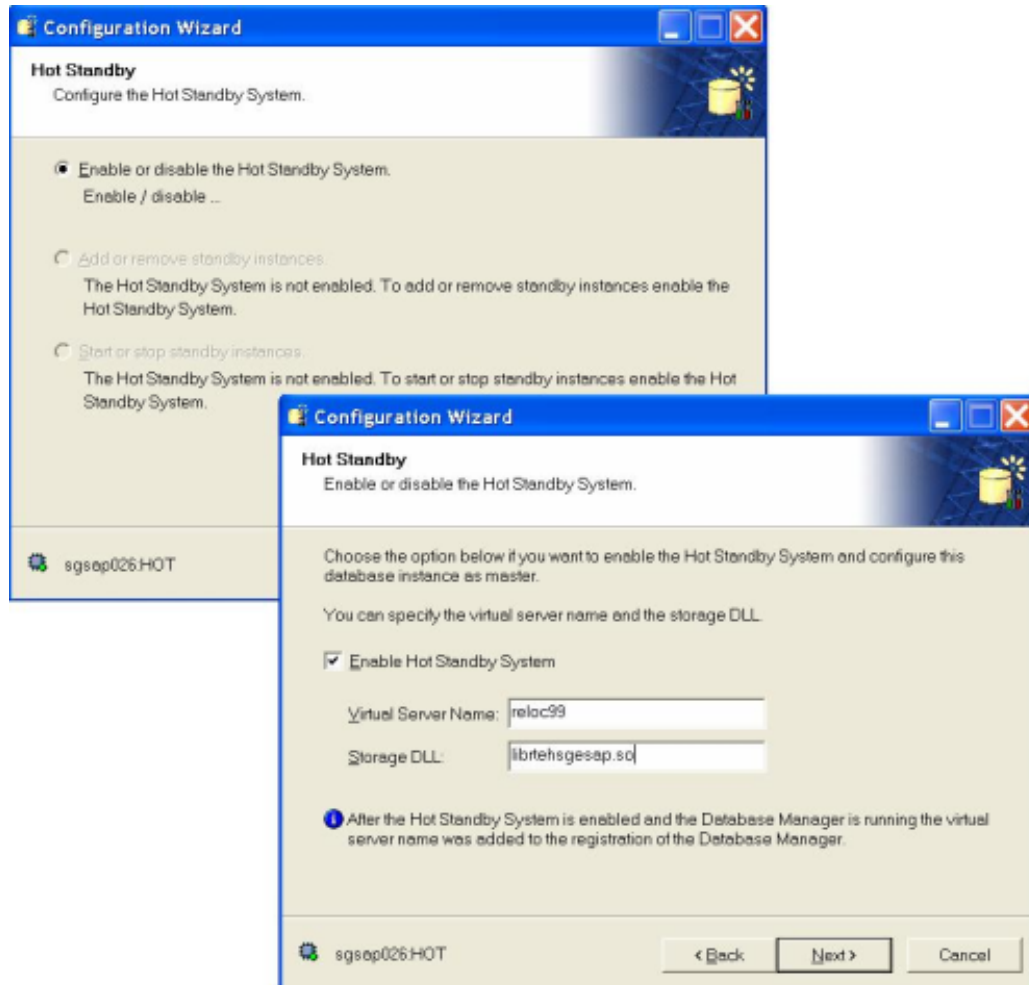 Configuration Wizard
Hot Standby
Configure the Hot Standby System.
Enable or disable the Hot Standby System.
Enable / disable ...
Add or remove standby instances.
The Hot Standby System is not enabled. To add or remove standby instances enable the
Hot Standby System.
Start or stop standby instances.
The Hot Standby System is not enabled. To start or stop standby instances enable the Hot
Standby System.
sgsap026:HOT
Configuration Wizard
Hot Standby
Enable or disable the Hot Standby System.
Choose the option below if you want to enable the Hot Standby System and configure this
database instance as master.
You can specify the virtual server name and the storage DLL.
Enable Hot Standby System
Virtual Server Name: reloc99
Storage DLL: librtehsgesap.so
After the Hot Standby System is enabled and the Database Manager is running the virtual
server name was added to the registration of the Database Manager.
sgsap026:HOT
< Back
Next >
Cancel